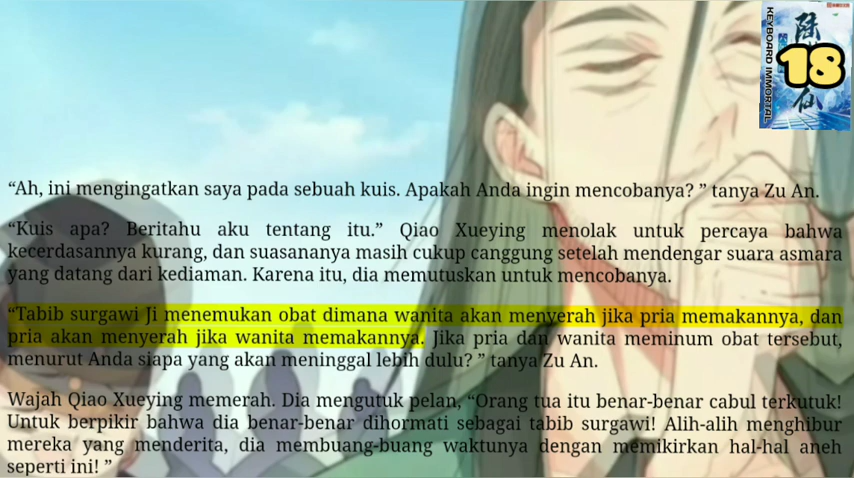 KEYBOARD IMMORTAL
18
“Ah, ini mengingatkan saya pada sebuah kuis. Apakah Anda ingin mencobanya? ” tanya Zu An.
“Kuis apa? Beritahu aku tentang itu.” Qiao Xueying menolak untuk percaya bahwa
kecerdasannya kurang, dan suasananya masih cukup canggung setelah mendengar suara asmara
yang datang dari kediaman. Karena itu, dia memutuskan untuk mencobanya.
“Tabib surgawi Ji menemukan obat dimana wanita akan menyerah jika pria memakannya, dan
pria akan menyerah jika wanita memakannya. Jika pria dan wanita meminum obat tersebut,
menurut Anda siapa yang akan meninggal lebih dulu? ” tanya Zu An.
Wajah Qiao Xueying memerah. Dia mengutuk pelan, “Orang tua itu benar-benar cabul terkutuk!
Untuk berpikir bahwa dia benar-benar dihormati sebagai tabib surgawi! Alih-alih menghibur
mereka yang menderita, dia membuang-buang waktunya dengan memikirkan hal-hal aneh
seperti ini! ”